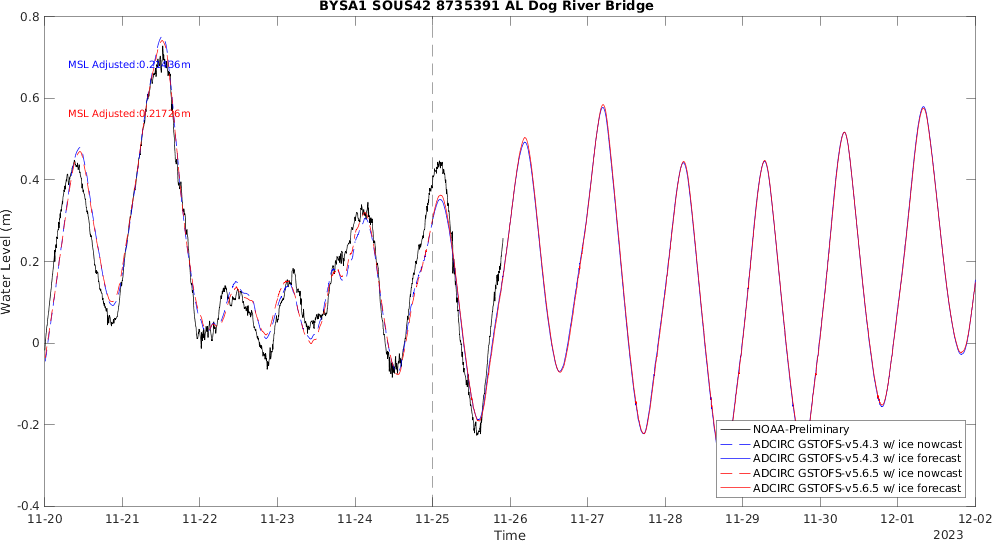 BYSA1 SOUS42 8735391 AL Dog River Bridge
0.8
0.6
0.4
0.2
0
-0.2
-0.4
Water Level (m)
MSL Adjusted:
MSL Adjusted:0.21726m
NOAA-Preliminary
ADCIRC GSTOFS-v5.4.3 w/ ice nowcast
ADCIRC GSTOFS-v5.4.3 w/ ice forecast
ADCIRC GSTOFS-v5.6.5 w/ ice nowcast
ADCIRC GSTOFS-v5.6.5 w/ ice forecast
11-20 11-21 11-22 11-23 11-24 11-25 11-26 11-27 11-28 11-29 11-30 12-01 12-02
Time
2023